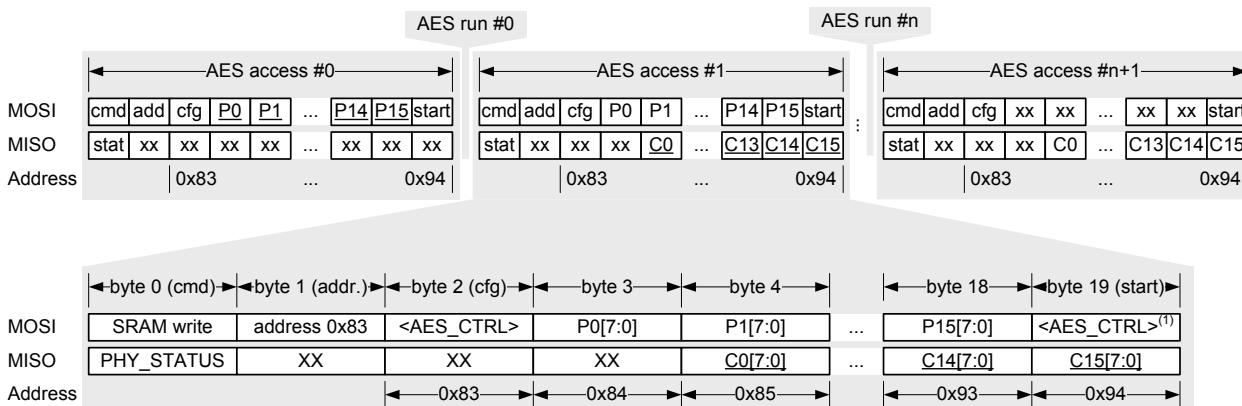 AES run #0 AES run #n
AES access #0 AES access #1 AES access #n+1
MOSI cmd add cfg P0 P1 ... P14 P15 start cmd add cfg P0 P1 ... P14 P15 start cmd add cfg xx xx ... xx xx start
MISO stat xx xx xx xx ... xx xx xx stat xx xx xx C0 ... C13 C14 C15 ... stat xx xx xx C0 ... C13 C14 C15
Address 0x83 ... 0x94 0x83 ... 0x94 0x83 ... 0x94
byte 0 (cmd) byte 1 (addr.) byte 2 (cfg) byte 3 byte 4 byte 18 byte 19 (start)
MOSI SRAM write address 0x83 <AES_CTRL> P0[7:0] P1[7:0] ... P15[7:0] <AES_CTRL>(1)
MISO PHY_STATUS XX XX XX C0[7:0] ... C14[7:0] C15[7:0]
Address 0x83 0x84 0x85 0x93 0x94